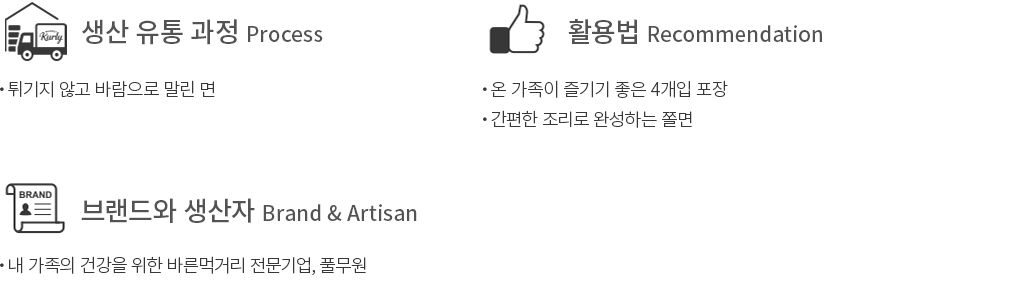 Kurly
생산 유통 과정 Process
• 튀기지 않고 바람으로 말린 면
활용법 Recommendation
• 온 가족이 즐기기 좋은 4개입 포장
• 간편한 조리로 완성하는 쫄면
BRAND
브랜드와 생산자 Brand & Artisan
• 내 가족의 건강을 위한 바른먹거리 전문기업, 풀무원